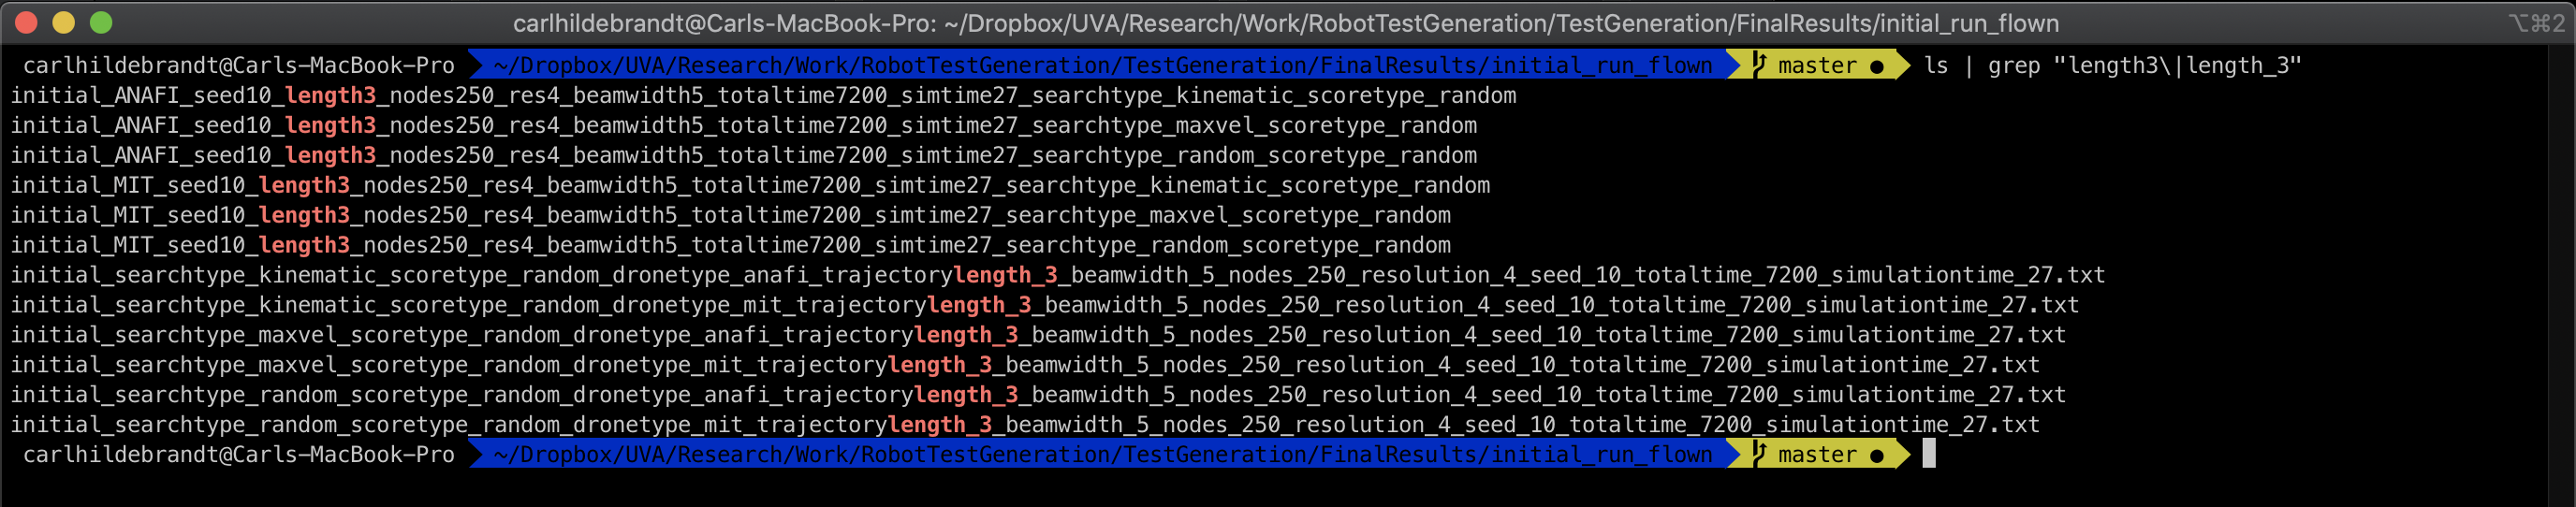 carlhildebrandt@Carls-MacBook-Pro: ~/Dropbox/UVA/Research/Work/RobotTestGeneration/TestGeneration/FinalResults/initial_run_flown ⌥⌘2
carlhildebrandt@Carls-MacBook-Pro ~/Dropbox/UVA/Research/Work/RobotTestGeneration/TestGeneration/FinalResults/initial_run_flown master ● ls | grep "length3\|length_3"
initial_ANAFI_seed10_length3_nodes250_res4_beamwidth5_totaltime7200_simtime27_searchtype_kinematic_scoretype_random
initial_ANAFI_seed10_length3_nodes250_res4_beamwidth5_totaltime7200_simtime27_searchtype_maxvel_scoretype_random
initial_ANAFI_seed10_length3_nodes250_res4_beamwidth5_totaltime7200_simtime27_searchtype_random_scoretype_random
initial_MIT_seed10_length3_nodes250_res4_beamwidth5_totaltime7200_simtime27_searchtype_kinematic_scoretype_random
initial_MIT_seed10_length3_nodes250_res4_beamwidth5_totaltime7200_simtime27_searchtype_maxvel_scoretype_random
initial_MIT_seed10_length3_nodes250_res4_beamwidth5_totaltime7200_simtime27_searchtype_random_scoretype_random
initial_searchtype_kinematic_scoretype_random_dronetype_anafi_trajectorylength_3_beamwidth_5_nodes_250_resolution_4_seed_10_totaltime_7200_simulationtime_27.txt
initial_searchtype_kinematic_scoretype_random_dronetype_mit_trajectorylength_3_beamwidth_5_nodes_250_resolution_4_seed_10_totaltime_7200_simulationtime_27.txt
initial_searchtype_maxvel_scoretype_random_dronetype_anafi_trajectorylength_3_beamwidth_5_nodes_250_resolution_4_seed_10_totaltime_7200_simulationtime_27.txt
initial_searchtype_maxvel_scoretype_random_dronetype_mit_trajectorylength_3_beamwidth_5_nodes_250_resolution_4_seed_10_totaltime_7200_simulationtime_27.txt
initial_searchtype_random_scoretype_random_dronetype_anafi_trajectorylength_3_beamwidth_5_nodes_250_resolution_4_seed_10_totaltime_7200_simulationtime_27.txt
initial_searchtype_random_scoretype_random_dronetype_mit_trajectorylength_3_beamwidth_5_nodes_250_resolution_4_seed_10_totaltime_7200_simulationtime_27.txt
carlhildebrandt@Carls-MacBook-Pro ~/Dropbox/UVA/Research/Work/RobotTestGeneration/TestGeneration/FinalResults/initial_run_flown master ●